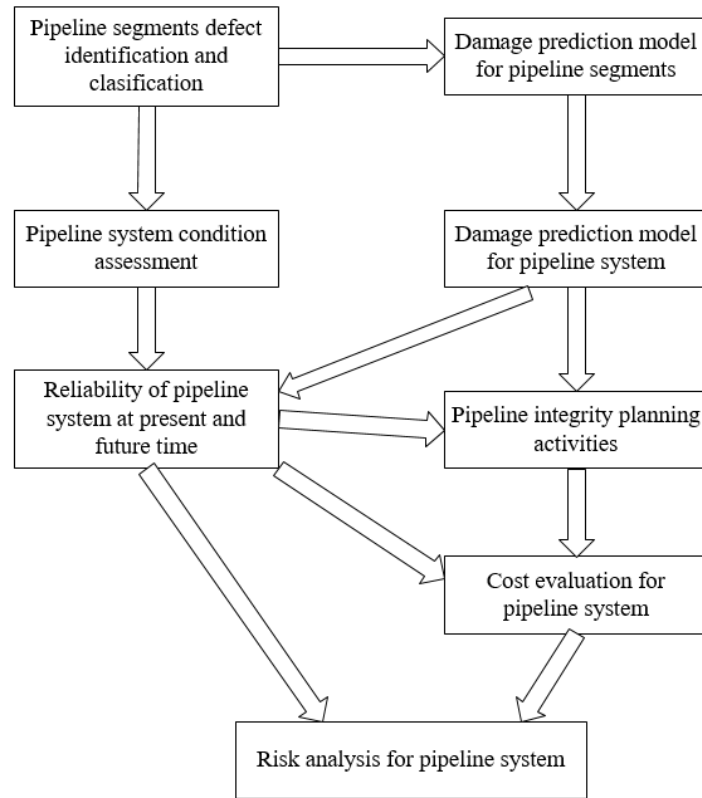 Pipeline segments defect
identification and
clasification
Damage prediction model
for pipeline segments
Pipeline system condition
assessment
Damage prediction model
for pipeline system
Reliability of pipeline
system at present and
future time
Pipeline integrity planning
activities
Cost evaluation for
pipeline system
Risk analysis for pipeline system